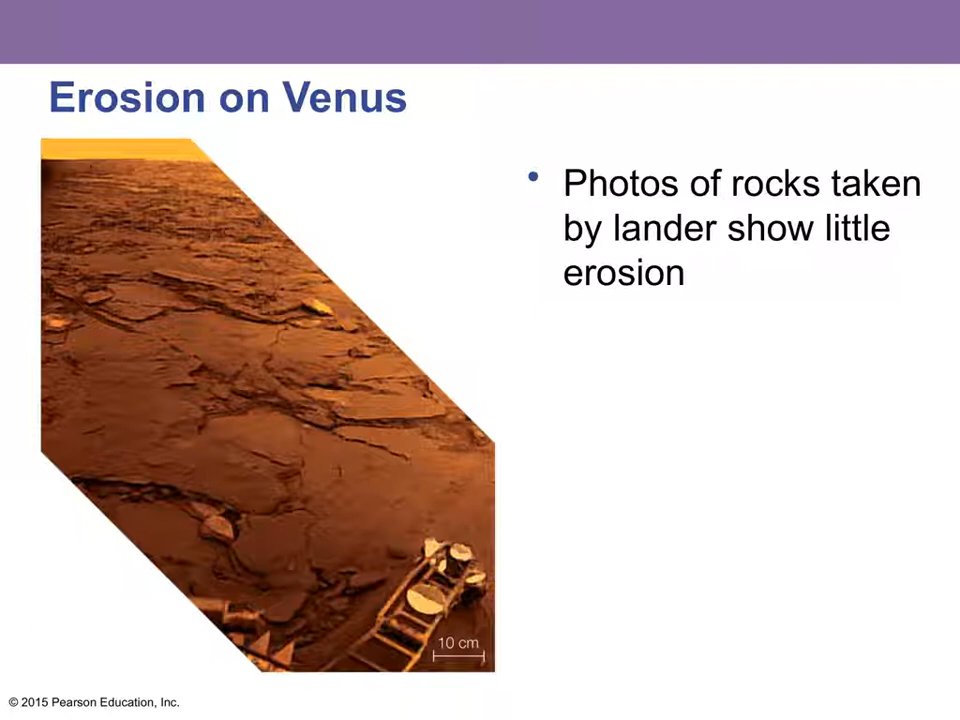 Erosion on Venus
• Photos of rocks taken
by lander show little
erosion
10 cm
© 2015 Pearson Education, Inc.